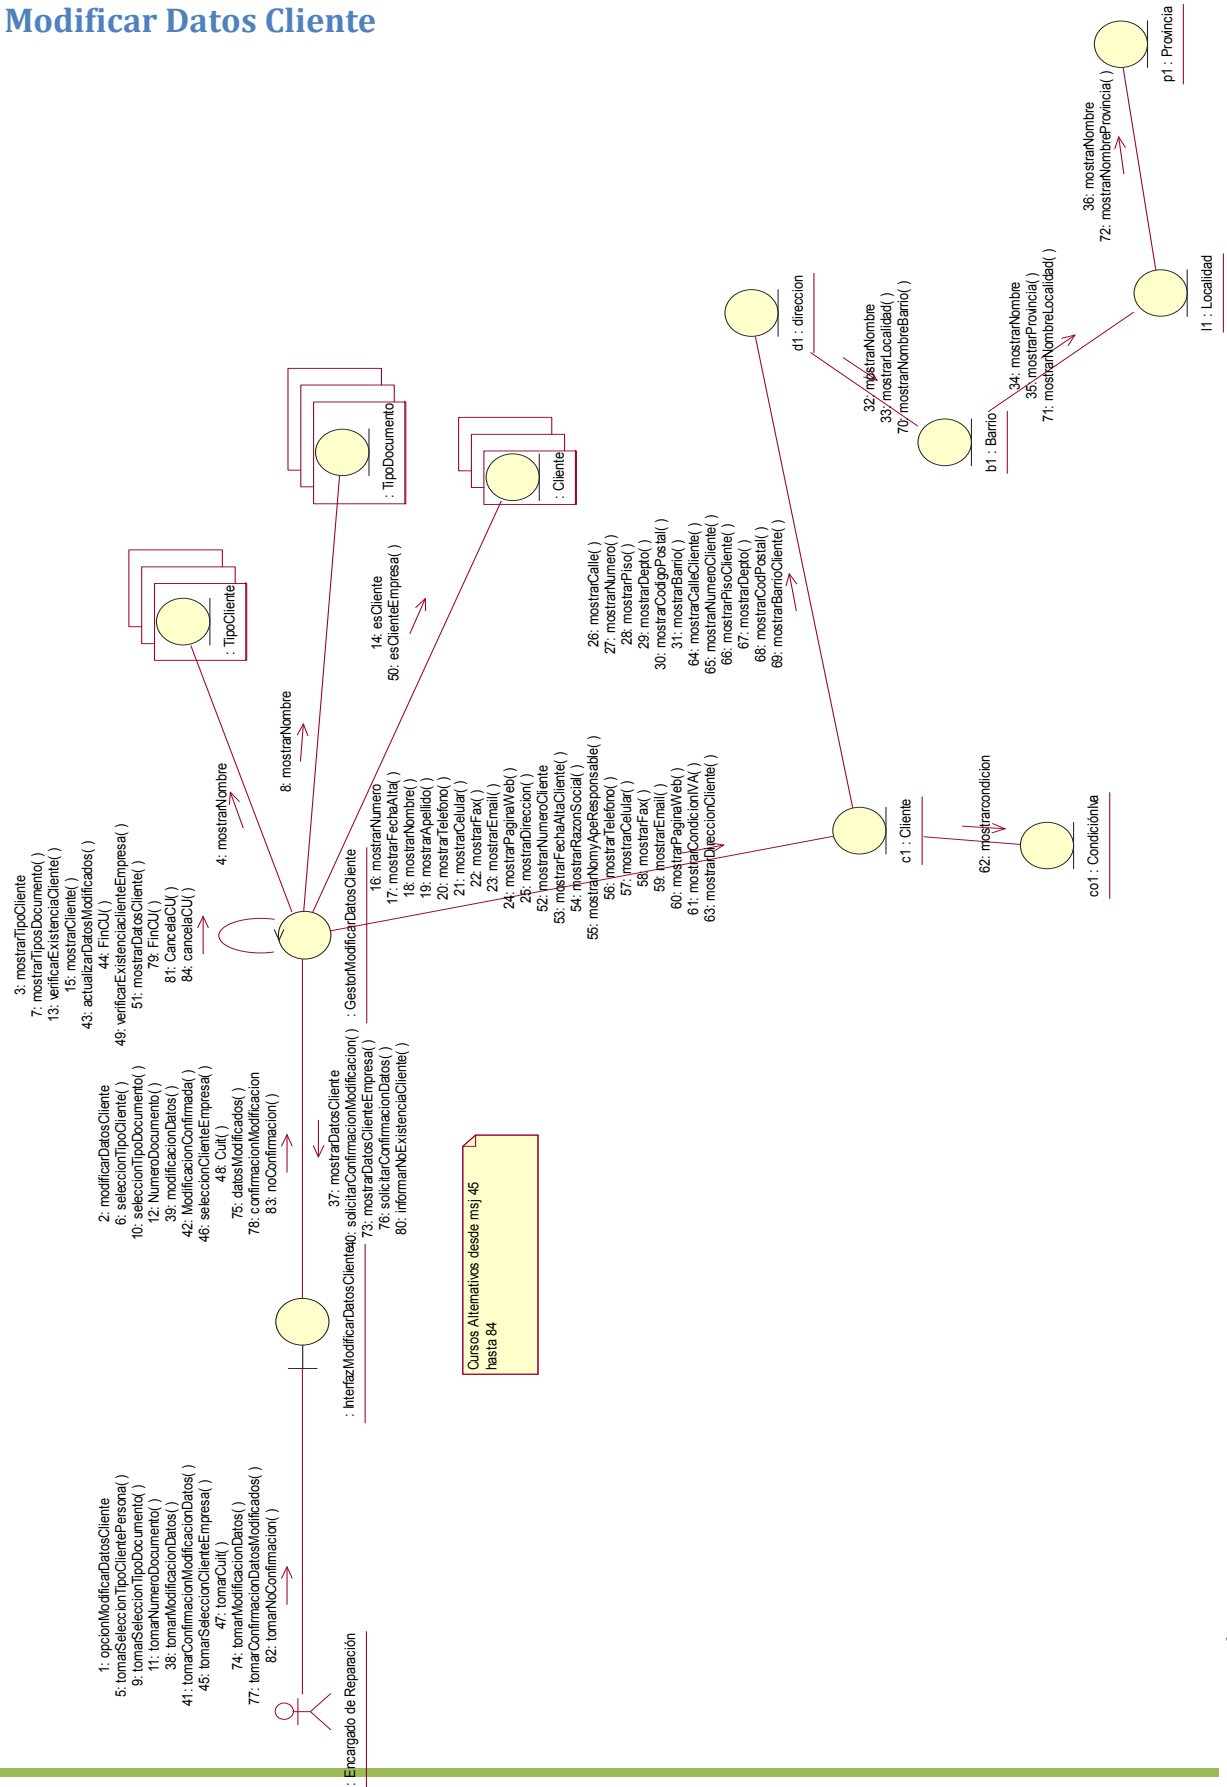 Modificar Datos Cliente
1: opcionModificarDatosCliente
5: tomarSeleccionTipoClientePersona( )
9: tomarSeleccionTipoDocumento( )
11: tomarNumeroDocumento( )
38: tomarModificacionDatos( )
41: tomarConfirmacionModificacionDatos( )
45: tomarSeleccionClienteEmpresa( )
47: tomarCuit( )
74: tomarModificacionDatos( )
77: tomarConfirmacionDatosModificados( )
82: tomarNoConfirmacion( )
: Encargado de Reparación
2: modificarDatosCliente
6: seleccionTipoCliente( )
10: seleccionTipoDocumento( )
12: NumeroDocumento( )
39: modificacionDatos( )
42: ModificacionConfirmada( )
46: seleccionClienteEmpresa( )
48: Cuit( )
75: datosModificados( )
78: confirmacionModificacion
83: noConfirmacion( )
: InterfazModificarDatosCliente
37: mostrarDatosCliente
40: solicitarConfirmacionModificacion( )
73: mostrarDatosClienteEmpresa( )
76: solicitarConfirmacionDatos( )
80: informarNoExistenciaCliente( )
Cursos Alternativos desde msj 45
hasta 84
3: mostrarTipoCliente
7: mostrarTiposDocumento( )
13: verificarExistenciaCliente( )
15: mostrarCliente( )
43: actualizarDatosModificados( )
44: FinCU( )
49: verificarExistenciaclienteEmpresa( )
51: mostrarDatosCliente( )
79: FinCU( )
81: CancelaCU( )
84: cancelaCU( )
: GestorModificarDatosCliente
4: mostrarNombre
: TipoCliente
8: mostrarNombre
: TipoDocumento
14: esCliente
50: esClienteEmpresa( )
: Cliente
16: mostrarNumero
17: mostrarFechaAlta( )
18: mostrarNombre( )
19: mostrarApellido( )
20: mostrarTelefono( )
21: mostrarCelular( )
22: mostrarFax( )
23: mostrarEmail( )
24: mostrarPaginaWeb( )
25: mostrarDireccion( )
52: mostrarNumeroCliente
53: mostrarFechaAltaCliente( )
54: mostrarRazonSocial( )
55: mostrarNomyApeResponsable( )
56: mostrarTelefono( )
57: mostrarCelular( )
58: mostrarFax( )
59: mostrarEmail( )
60: mostrarPaginaWeb( )
61: mostrarCondicionIVA( )
63: mostrarDireccionCliente( )
c1 : Cliente
62: mostrarcondicion
co1 : CondiciónIva
26: mostrarCalle( )
27: mostrarNumero( )
28: mostrarPiso( )
29: mostrarDepto( )
30: mostrarCodigoPostal( )
31: mostrarBarrio( )
64: mostrarCalleCliente( )
65: mostrarNumeroCliente( )
66: mostrarPisoCliente( )
67: mostrarDepto( )
68: mostrarCodPostal( )
69: mostrarBarrioCliente( )
d1 : direccion
32: mostrarNombre
33: mostrarLocalidad( )
70: mostrarNombreBarrio( )
b1 : Barrio
34: mostrarNombre
35: mostrarProvincia( )
71: mostrarNombreLocalidad( )
l1 : Localidad
36: mostrarNombre
72: mostrarNombreProvincia( )
p1 : Provincia